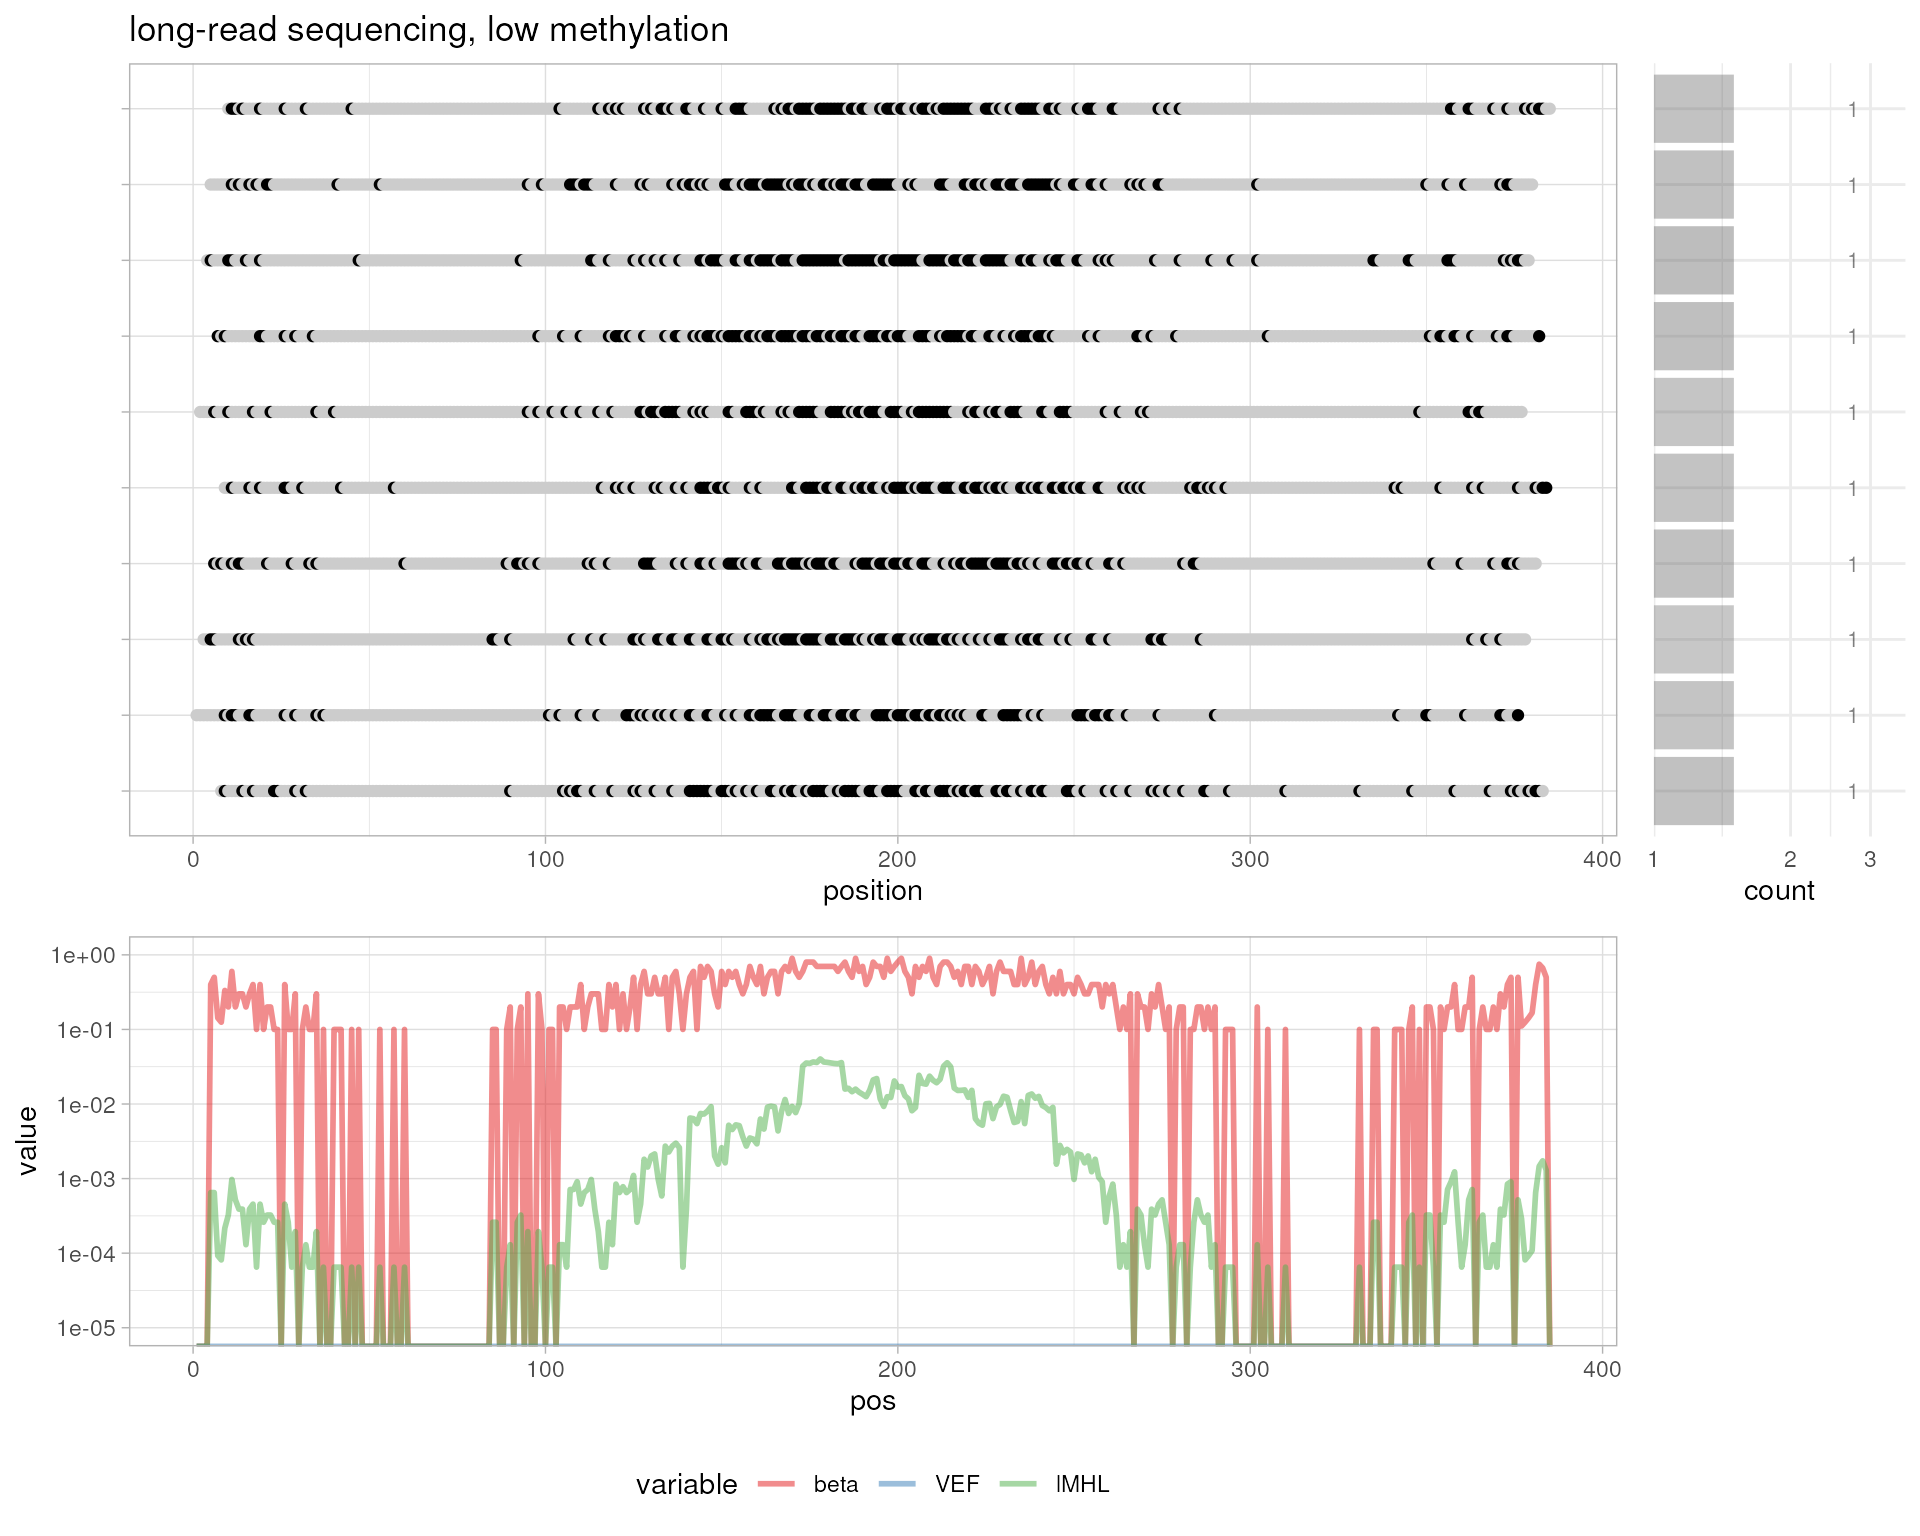 long-read sequencing, low methylation
1
1
1
1
1
1
1
1
1
1
0 100 200 300 400 1 2 3
position count
1e+00
1e-01
1e-02
1e-03
1e-04
1e-05
value
0 100 200 300 400
pos
variable beta VEF lMHL